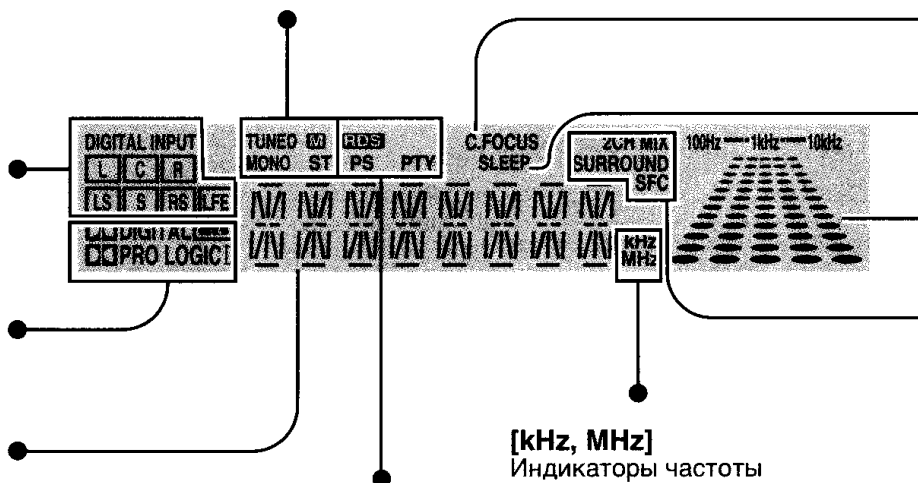 DIGITAL INPUT
L C R
LS S RS LFE
DIGITAL
PRO LOGIC
TUNED M
MONO ST
RDS
PS PTY
C.FOCUS
SLEEP
2CH MIX
SURROUND
SFC
100Hz 1kHz 10kHz
kHz
MHz
[kHz, MHz]
Индикаторы частоты